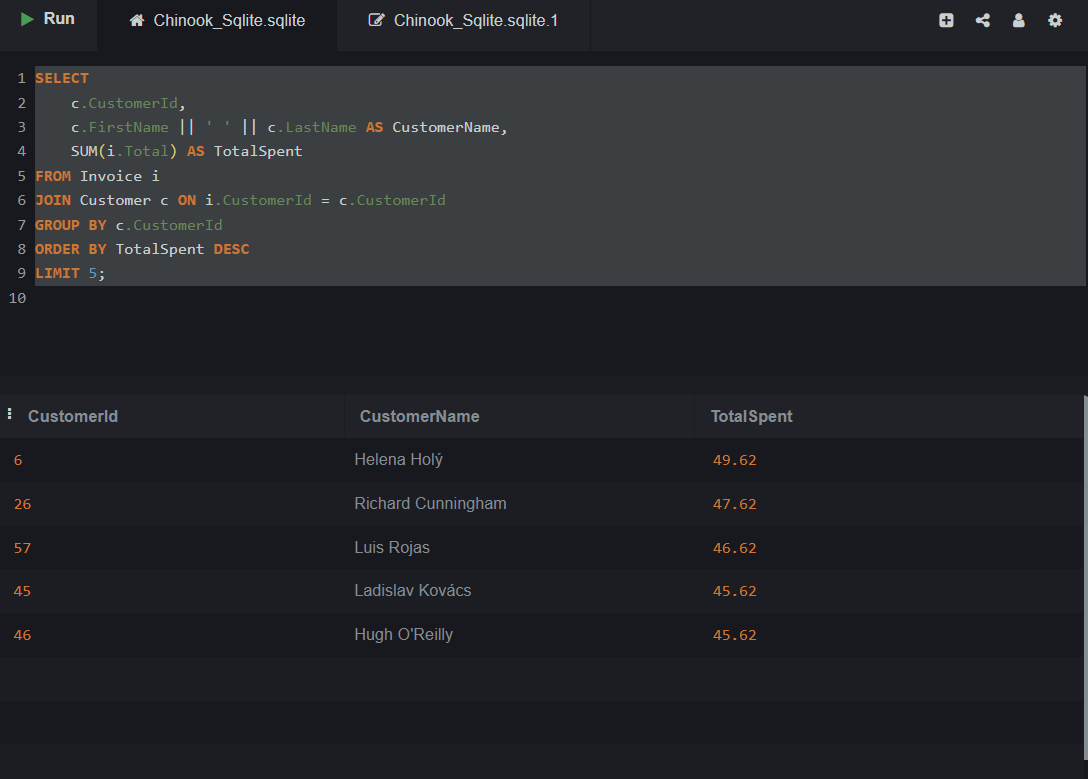 Run Chinook_Sqlite.sqlite Chinook_Sqlite.sqlite.1
1 SELECT
2     c.CustomerId,
3     c.FirstName || ' ' || c.LastName AS CustomerName,
4     SUM(i.Total) AS TotalSpent
5 FROM Invoice i
6 JOIN Customer c ON i.CustomerId = c.CustomerId
7 GROUP BY c.CustomerId
8 ORDER BY TotalSpent DESC
9 LIMIT 5;
10
CustomerId CustomerName TotalSpent
6 Helena Holý 49.62
26 Richard Cunningham 47.62
57 Luis Rojas 46.62
45 Ladislav Kovács 45.62
46 Hugh O'Reilly 45.62